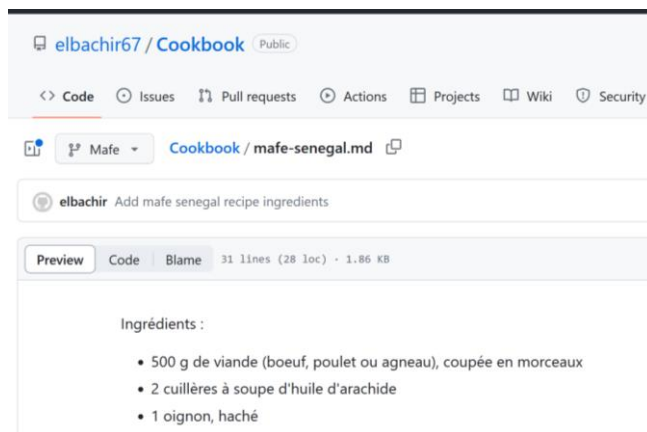 elbachir67 / Cookbook Public
Code Issues Pull requests Actions Projects Wiki Security
Mafe Cookbook / mafe-senegal.md
elbachir Add mafe senegal recipe ingredients
Preview Code Blame 31 lines (28 loc) · 1.86 KB
Ingrédients :
• 500 g de viande (boeuf, poulet ou agneau), coupée en morceaux
• 2 cuillères à soupe d'huile d'arachide
• 1 oignon, haché